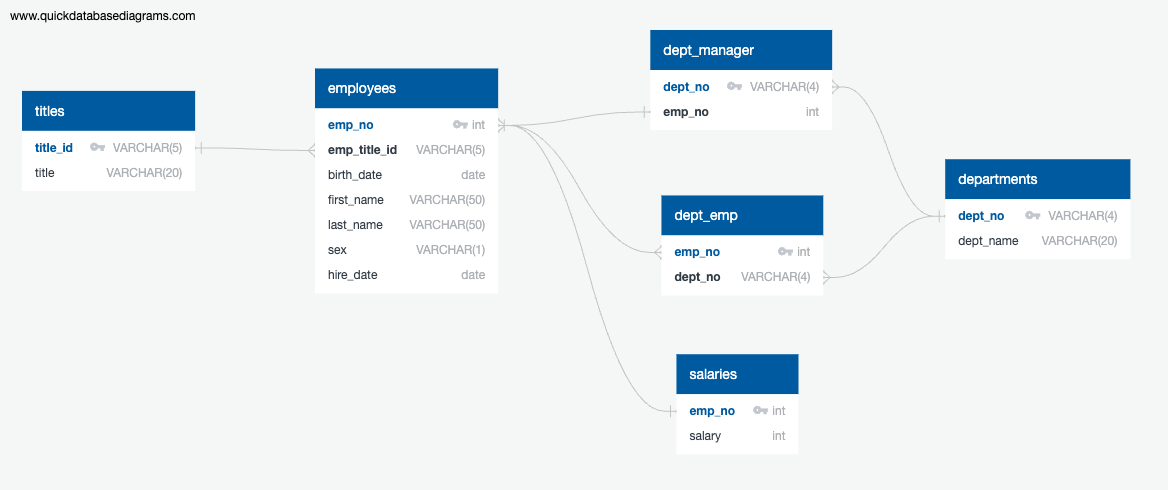 www.quickdatabasediagrams.com
titles
title_id VARCHAR(5)
title VARCHAR(20)
employees
emp_no int
emp_title_id VARCHAR(5)
birth_date date
first_name VARCHAR(50)
last_name VARCHAR(50)
sex VARCHAR(1)
hire_date date
dept_manager
dept_no VARCHAR(4)
emp_no int
dept_emp
emp_no int
dept_no VARCHAR(4)
salaries
emp_no int
salary int
departments
dept_no VARCHAR(4)
dept_name VARCHAR(20)